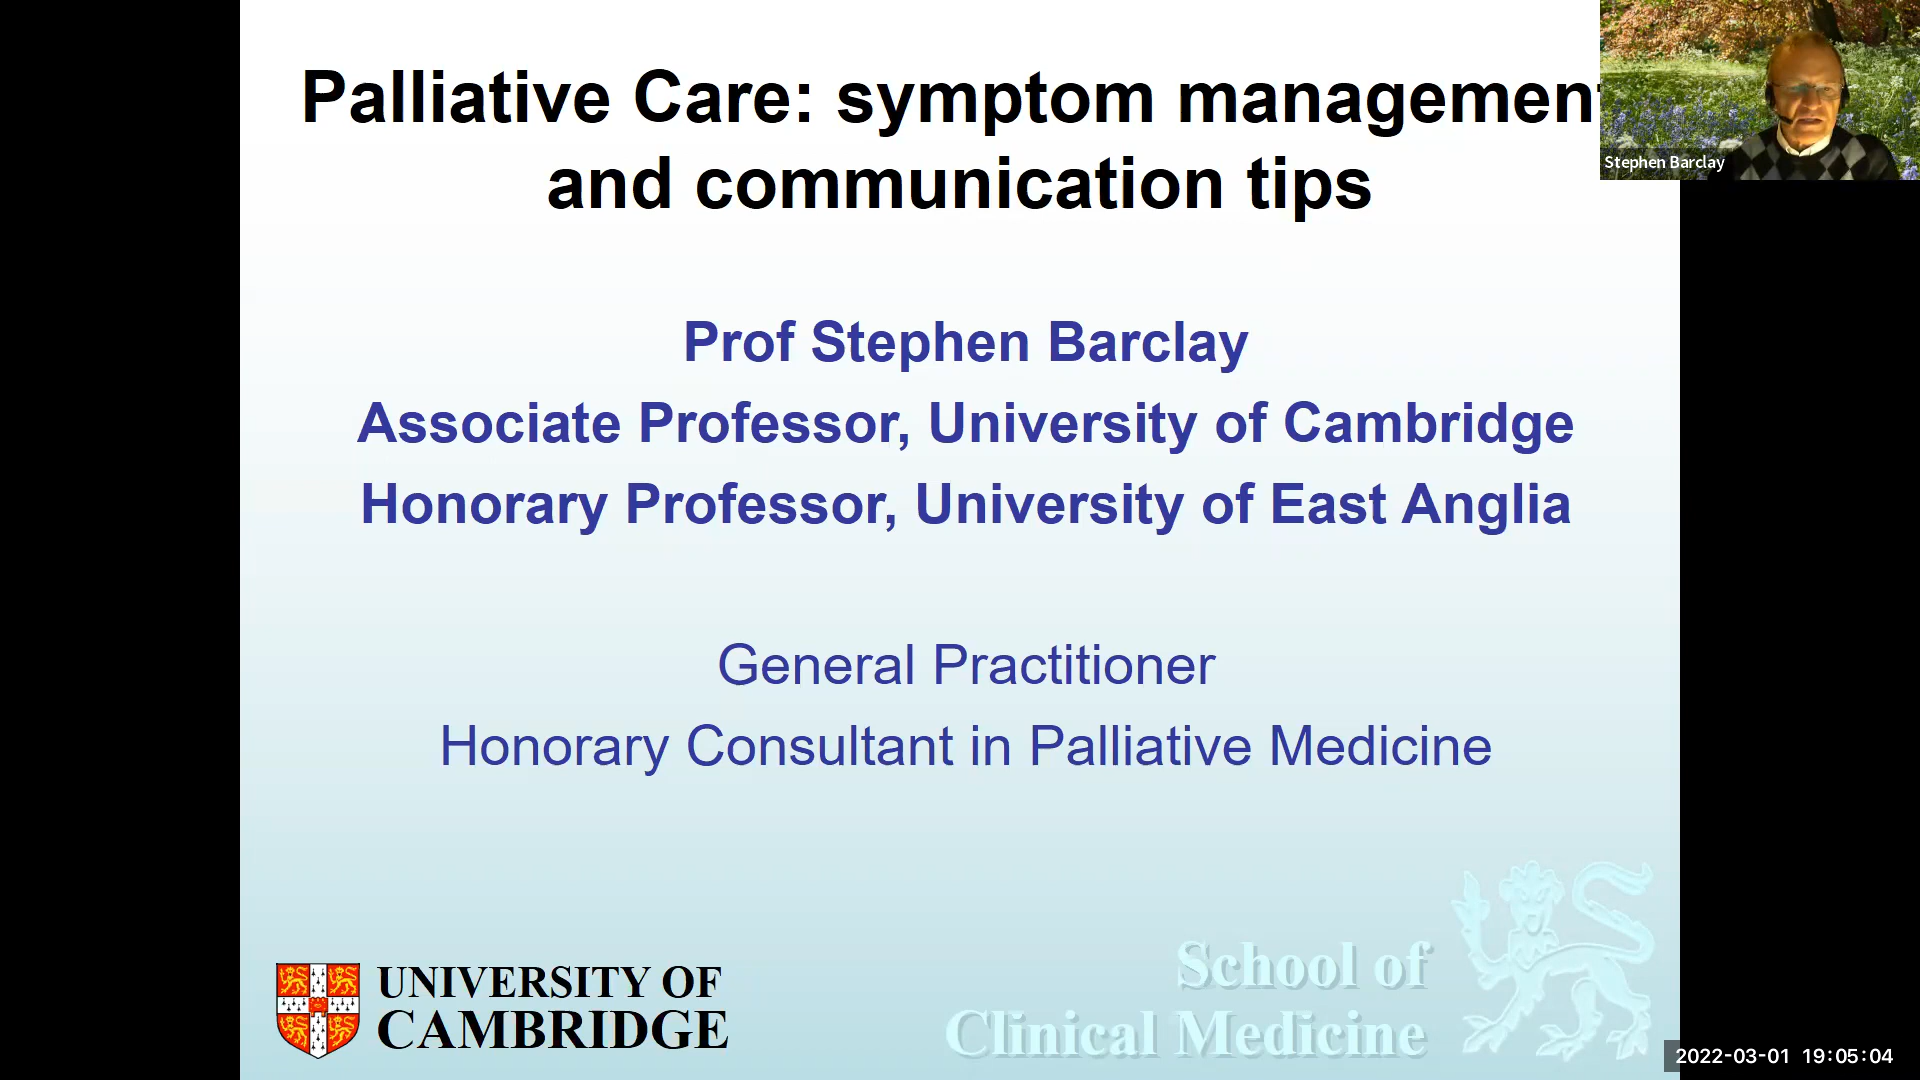 Palliative Care: symptom management
and communication tips
Stephen Barclay
Prof Stephen Barclay
Associate Professor, University of Cambridge
Honorary Professor, University of East Anglia
General Practitioner
Honorary Consultant in Palliative Medicine
UNIVERSITY OF
CAMBRIDGE
School of
Clinical Medicine
2022-03-01 19:05:04